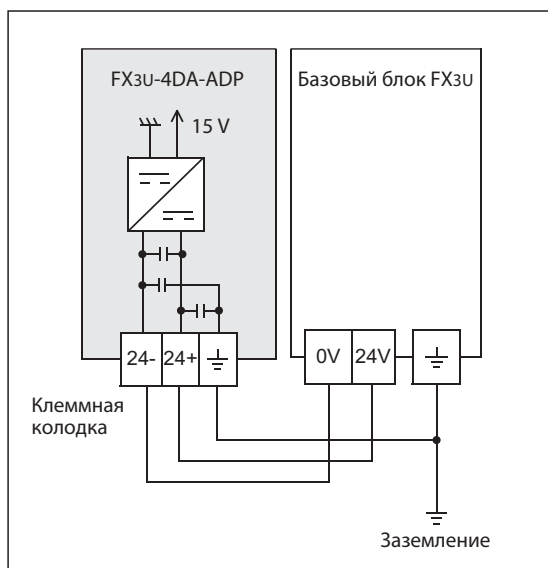 FX3U-4DA-ADP
Базовый блок FX3U
15 V
24- 24+
0V 24V
Клеммная
колодка
Заземление